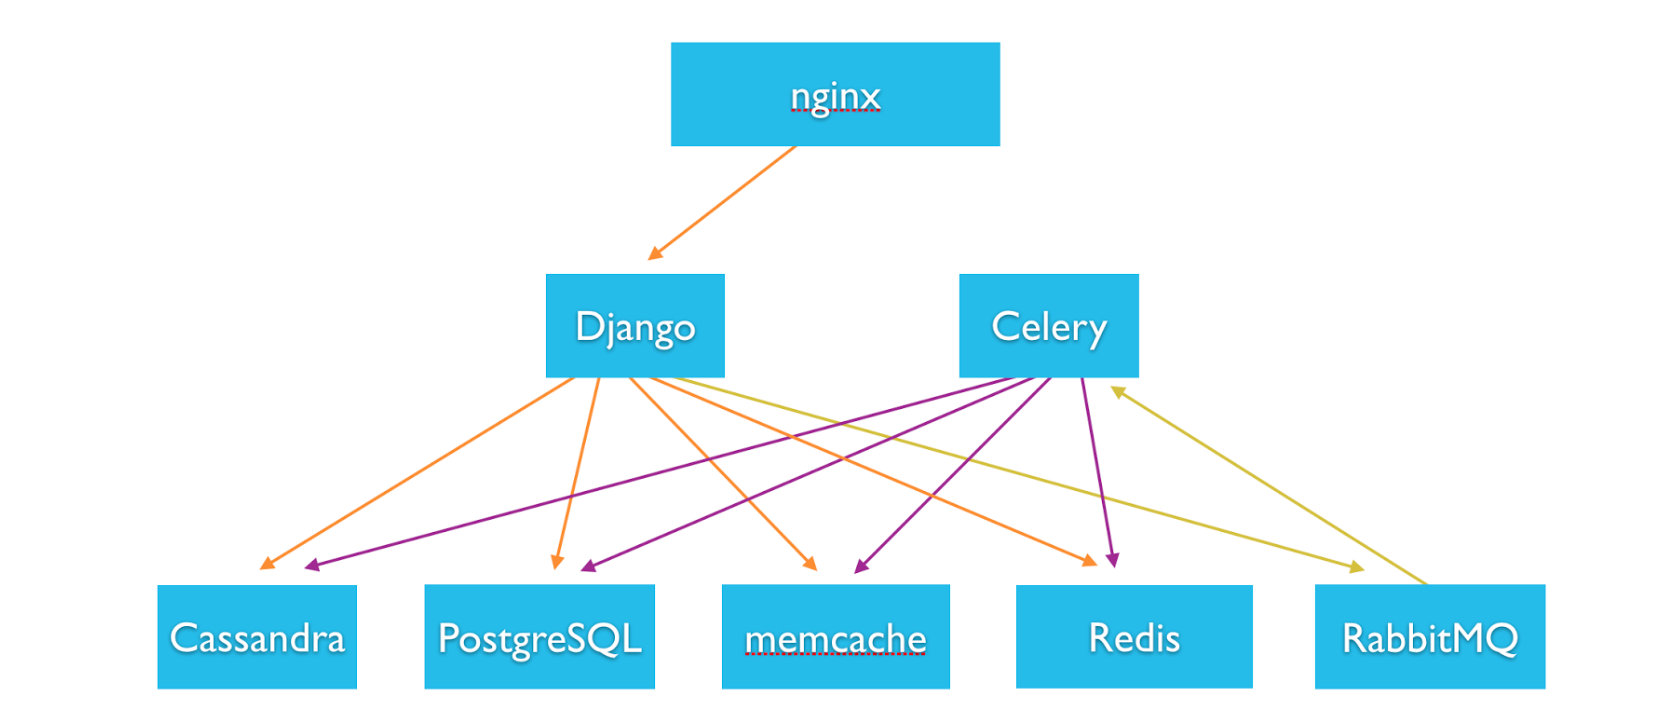 nginx
Django
Celery
Cassandra
PostgreSQL
memcache
Redis
RabbitMQ